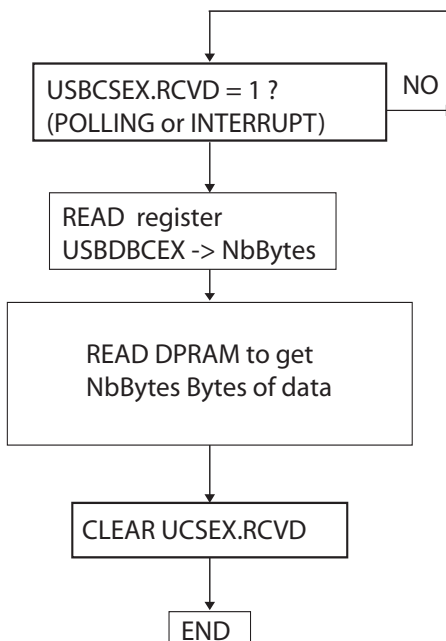 USBCSEX.RCVD = 1 ?
(POLLING or INTERRUPT)
NO
READ register
USBDBCEX -> NbBytes
READ DPRAM to get
NbBytes Bytes of data
CLEAR UCSEX.RCVD
END